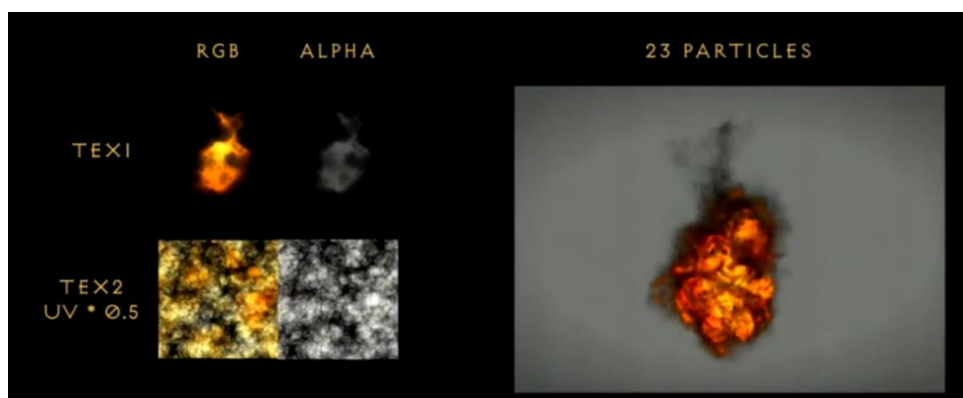 RGB
ALPHA
23 PARTICLES
TEX1
TEX2
UV * 0.5